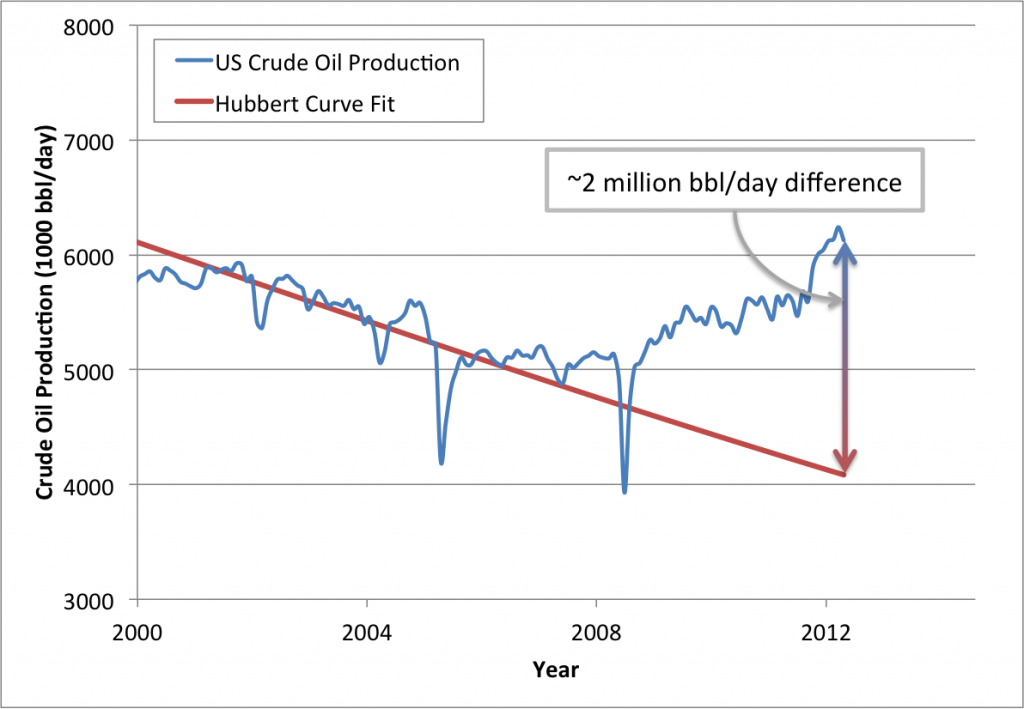 8000
US Crude Oil Production
Hubbert Curve Fit
7000
~2 million bbl/day difference
6000
5000
4000
3000
Crude Oil Production (1000 bbl/day)
2000 2004 2008 2012
Year